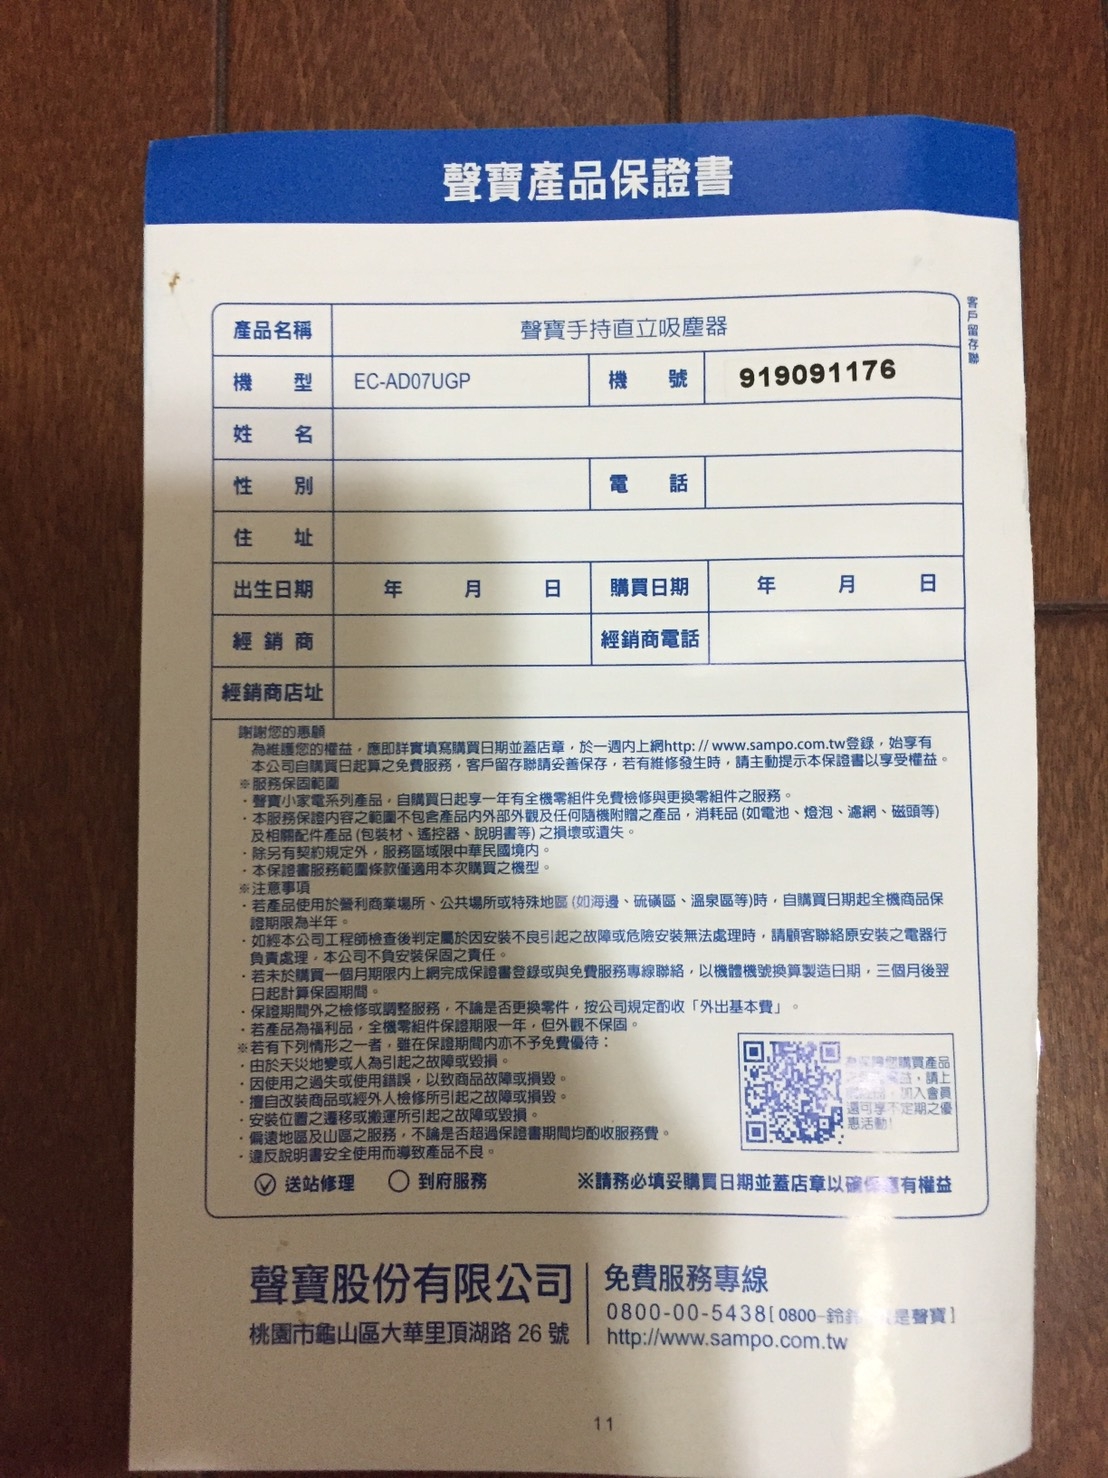 聲寶產品保證書
客戶留存聯
產品名稱 聲寶手持直立吸塵器
機型 EC-AD07UGP 機號 919091176
姓名
性別 電話
住址
出生日期 年 月 日 購買日期 年 月 日
經銷商 經銷商電話
經銷商店址
謝謝您的惠顧
為維護您的權益，應即詳實填寫購買日期並蓋店章，於一週內上網http: // www.sampo.com.tw登錄，始享有
本公司自購買日起算之免費服務，客戶留存聯請妥善保存，若有維修發生時，請主動提示本保證書以享受權益。
※服務保固範圍
・聲寶小家電系列產品，自購買日起享一年有全機零組件免費檢修與更換零組件之服務。
・本服務保證內容之範圍不包含產品內外部外觀及任何隨機附贈之產品，消耗品 (如電池、燈泡、濾網、磁頭等)
及相關配件產品 (包裝材、遙控器、說明書等) 之損壞或遺失。
・除另有契約規定外，服務區域限中華民國境內。
・本保證書服務範圍條款僅適用本次購買之機型。
※注意事項
・若產品使用於營利商業場所、公共場所或特殊地區 (如海邊、硫磺區、溫泉區等)時，自購買日期起全機商品保
證期限為半年。
・如經本公司工程師檢查後判定屬於因安裝不良引起之故障或危險安裝無法處理時，請顧客聯絡原安裝之電器行
負責處理，本公司不負安裝保固之責任。
・若未於購買一個月期限內上網完成保證書登錄或與免費服務專線聯絡，以機體機號換算製造日期，三個月後翌
日起計算保固期間。
・保證期間外之檢修或調整服務，不論是否更換零件，按公司規定酌收「外出基本費」。
・若產品為福利品，全機零組件保證期限一年，但外觀不保固。
※若有下列情形之一者，雖在保證期間內亦不予免費優待：
・由於天災地變或人為引起之故障或毀損。
・因使用之過失或使用錯誤，以致商品故障或損毀。
・擅自改裝商品或經外人檢修所引起之故障或損毀。
・安裝位置之遷移或搬運所引起之故障或毀損。
・偏遠地區及山區之服務，不論是否超過保證書期間均酌收服務費。
・違反說明書安全使用而導致產品不良。
您購買產品
益，請上
加入會員
還可享不定期之優
惠活動!
送站修理 到府服務 ※請務必填妥購買日期並蓋店章以確保應有權益
聲寶股份有限公司
桃園市龜山區大華里頂湖路 26 號
免費服務專線
0800-00-5438[0800-鈴鈴 是聲寶]
http://www.sampo.com.tw
11